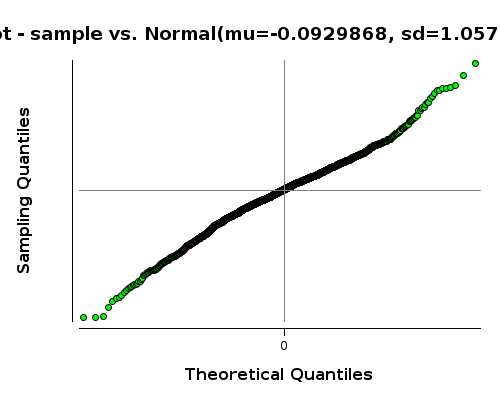 ot - sample vs. Normal(mu=-0.0929868, sd=1.057
Sampling Quantiles
0
Theoretical Quantiles